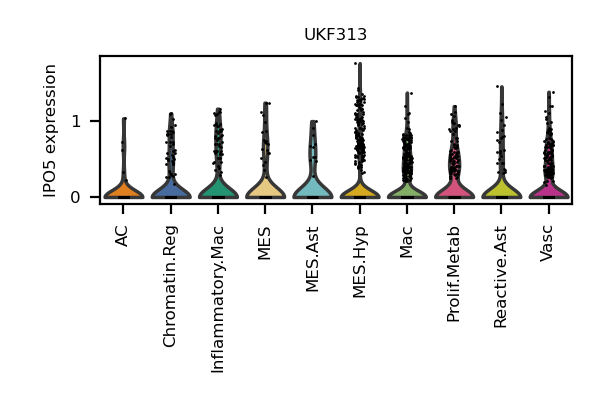 UKF313
IPO5 expression
1
0
AC
Chromatin.Reg
Inflammatory.Mac
MES
MES.Ast
MES.Hyp
Mac
Prolif.Metab
Reactive.Ast
Vasc